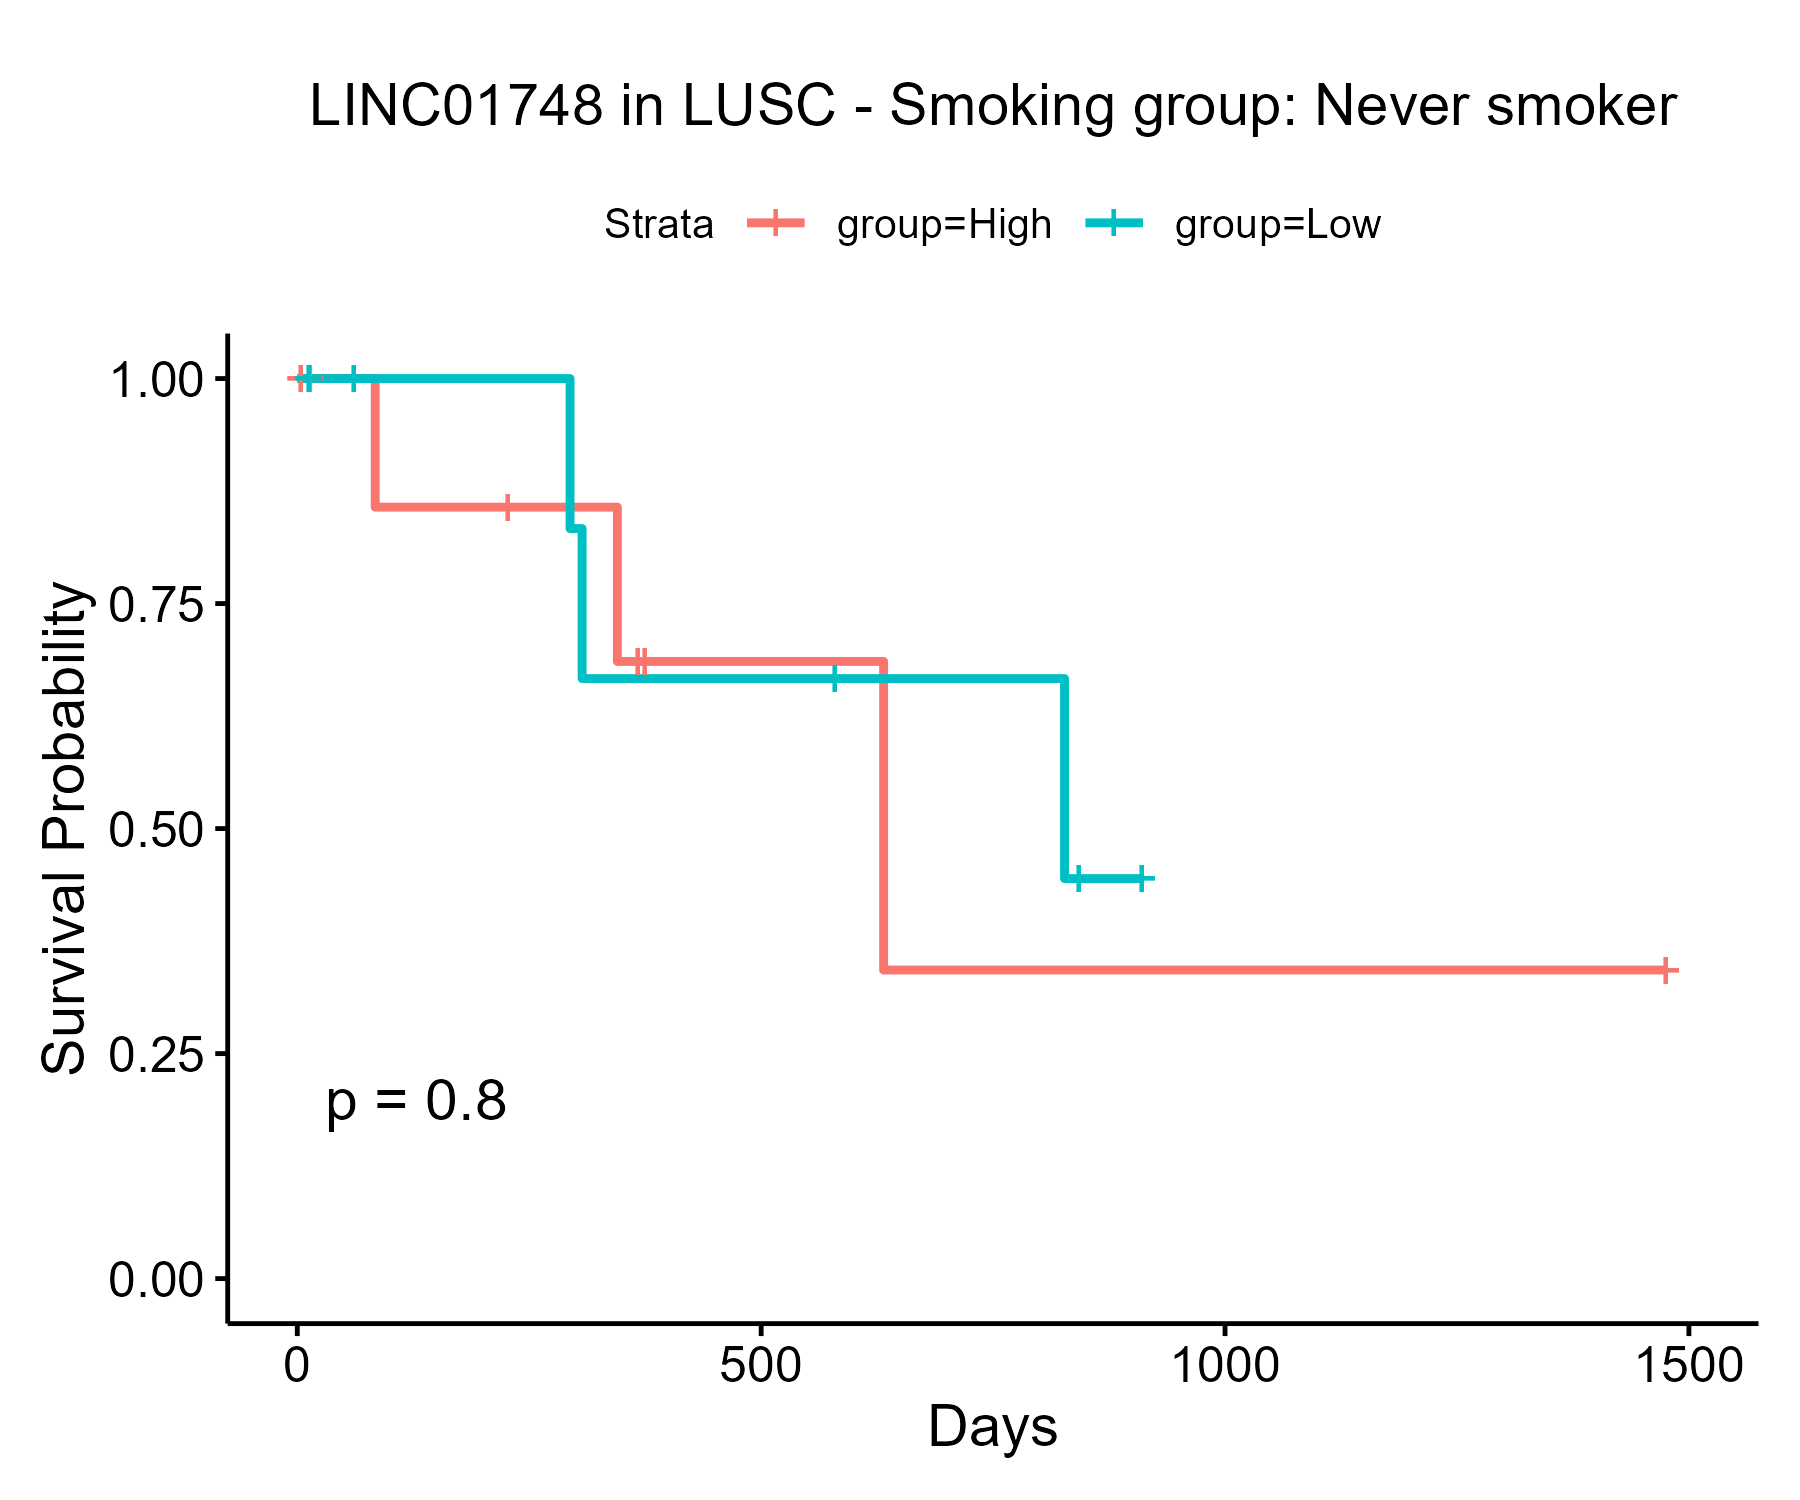 LINC01748 in LUSC - Smoking group: Never smoker
Strata group=High group=Low
Survival Probability
1.00
0.75
0.50
0.25
0.00
p = 0.8
0 500 1000 1500
Days